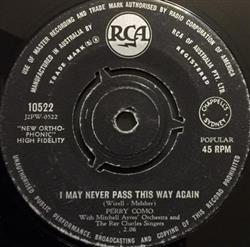 USE OF MASTER RECORDING AND TRADE MARK AUTHORISED BY RADIO CORPORATION OF AMERICA
MANUFACTURED IN AUSTRALIA BY RCA OF AUSTRALIA PTY. LTD.
RCA
TRADE MARK
REGISTERED
10522
J2PW-0522
"NEW ORTHO-
PHONIC"
HIGH FIDELITY
CHAPPELL'S
SYDNEY
POPULAR
45 RPM
I MAY NEVER PASS THIS WAY AGAIN
(Wizell - Melsher)
PERRY COMO
With Mitchell Ayres' Orchestra and
The Ray Charles Singers
2.06
UNAUTHORISED PUBLIC PERFORMANCE, BROADCASTING AND COPYING OF THIS RECORD PROHIBITED